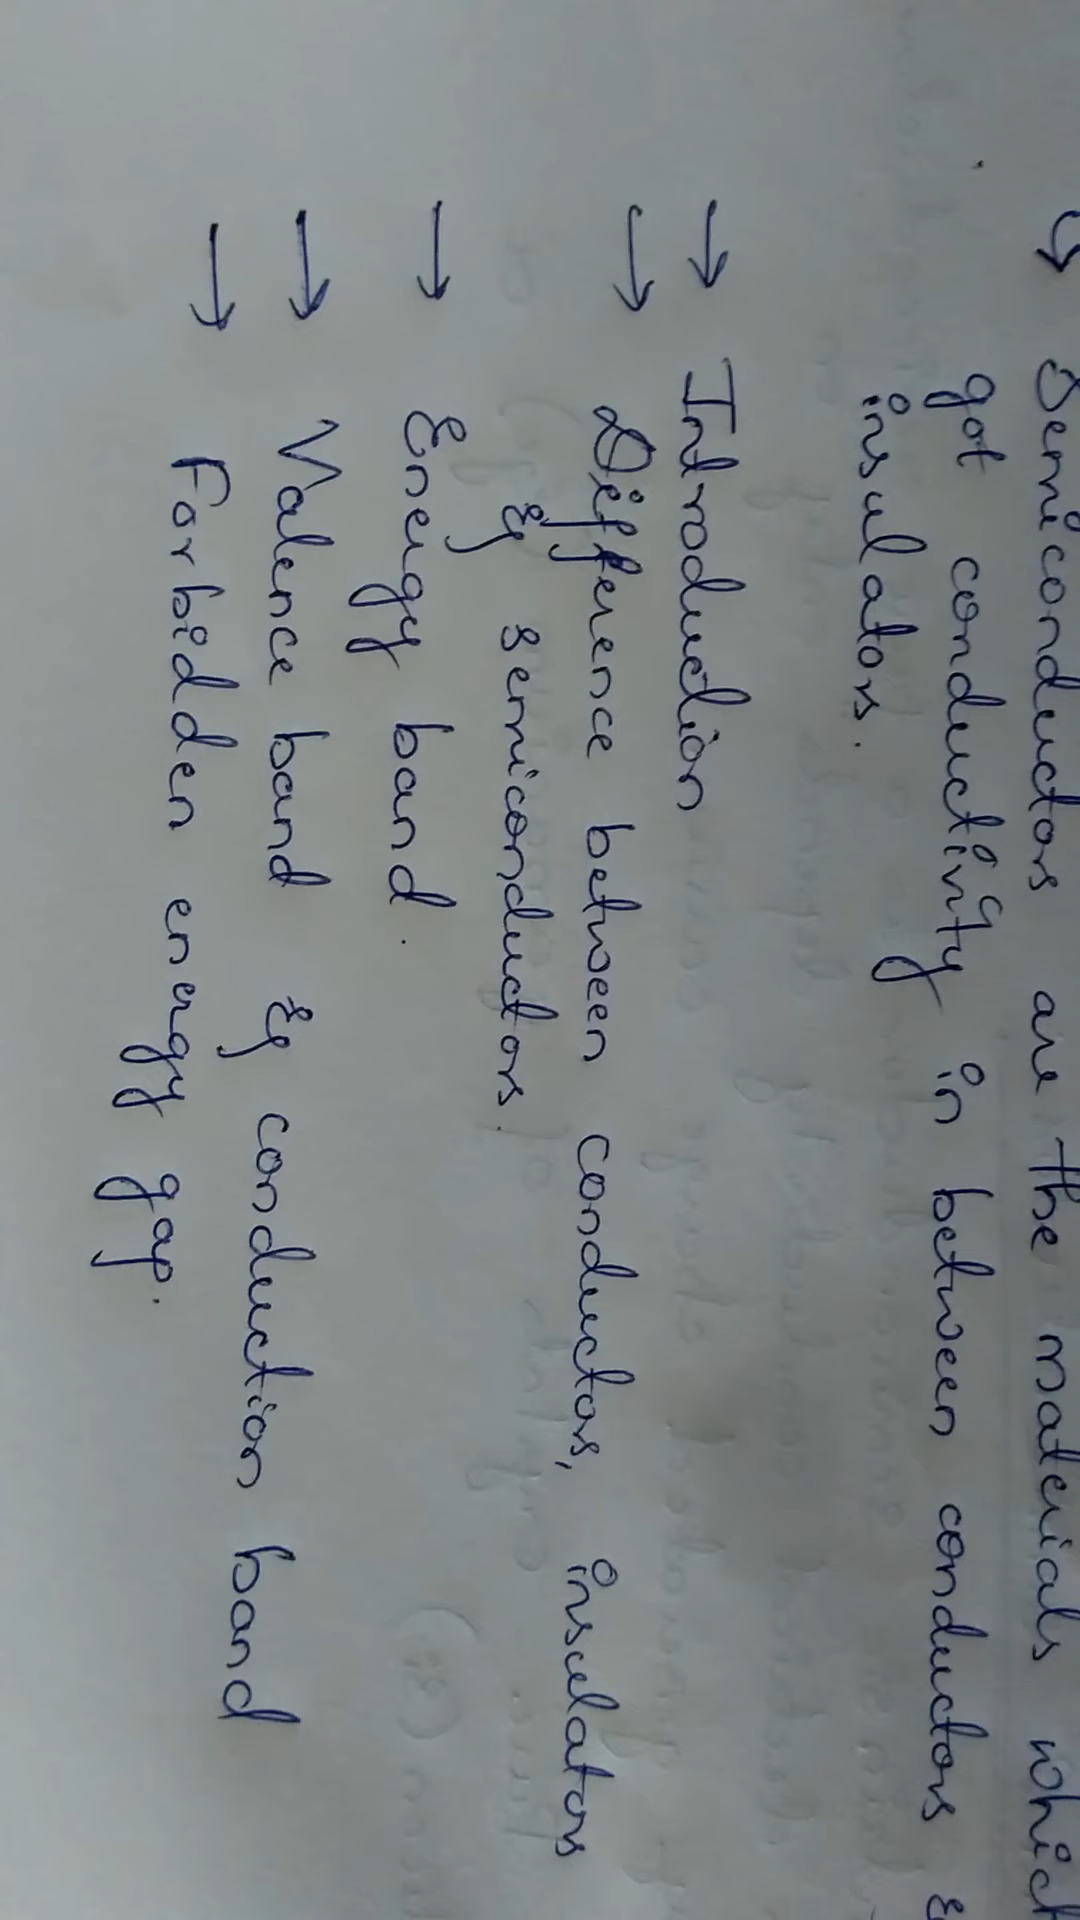 ↳ Semiconductors are the materials which
got conductivity in between conductors &
insulators.
→ Introduction
→ Difference between conductors, insulators
& semiconductors.
→ Energy band.
→ Valence band & conduction band
→ Forbidden energy gap.